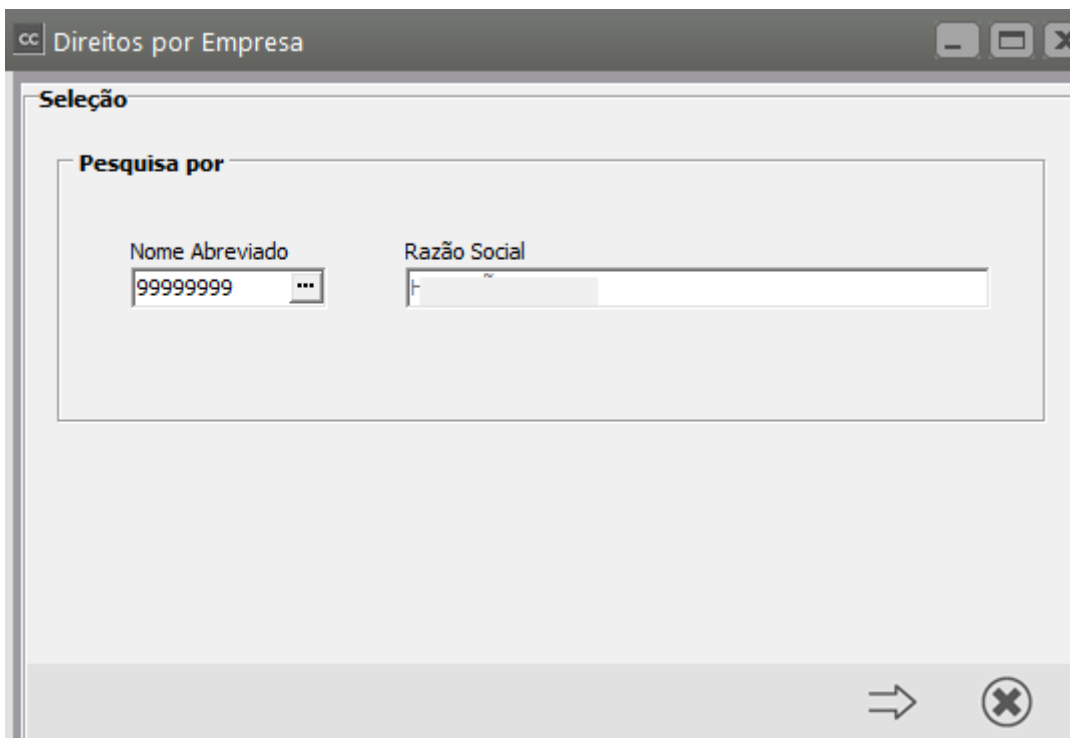 cc Direitos por Empresa
Seleção
Pesquisa por
Nome Abreviado Razão Social
99999999 ...